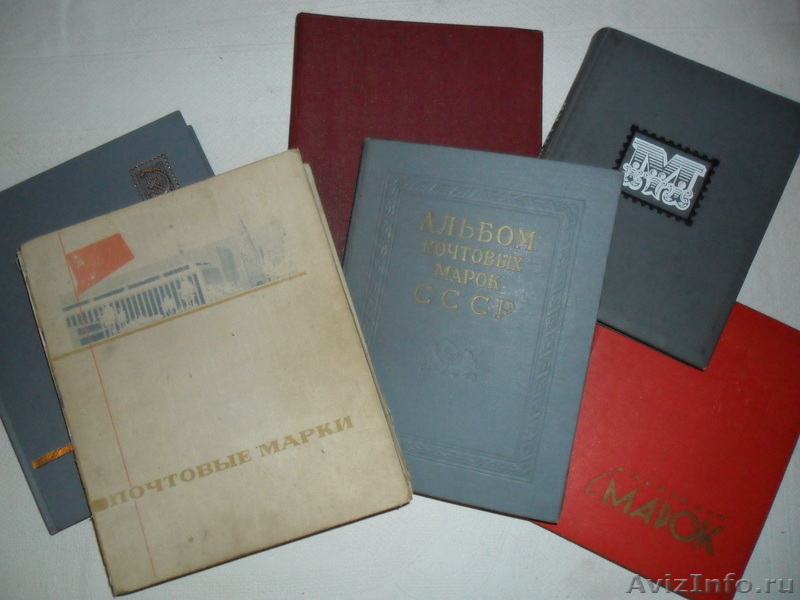 М
АЛЬБОМ
ПОЧТОВЫХ
МАРОК
СССР
ПОЧТОВЫЕ МАРКИ
МАРОК
AvizInfo.ru